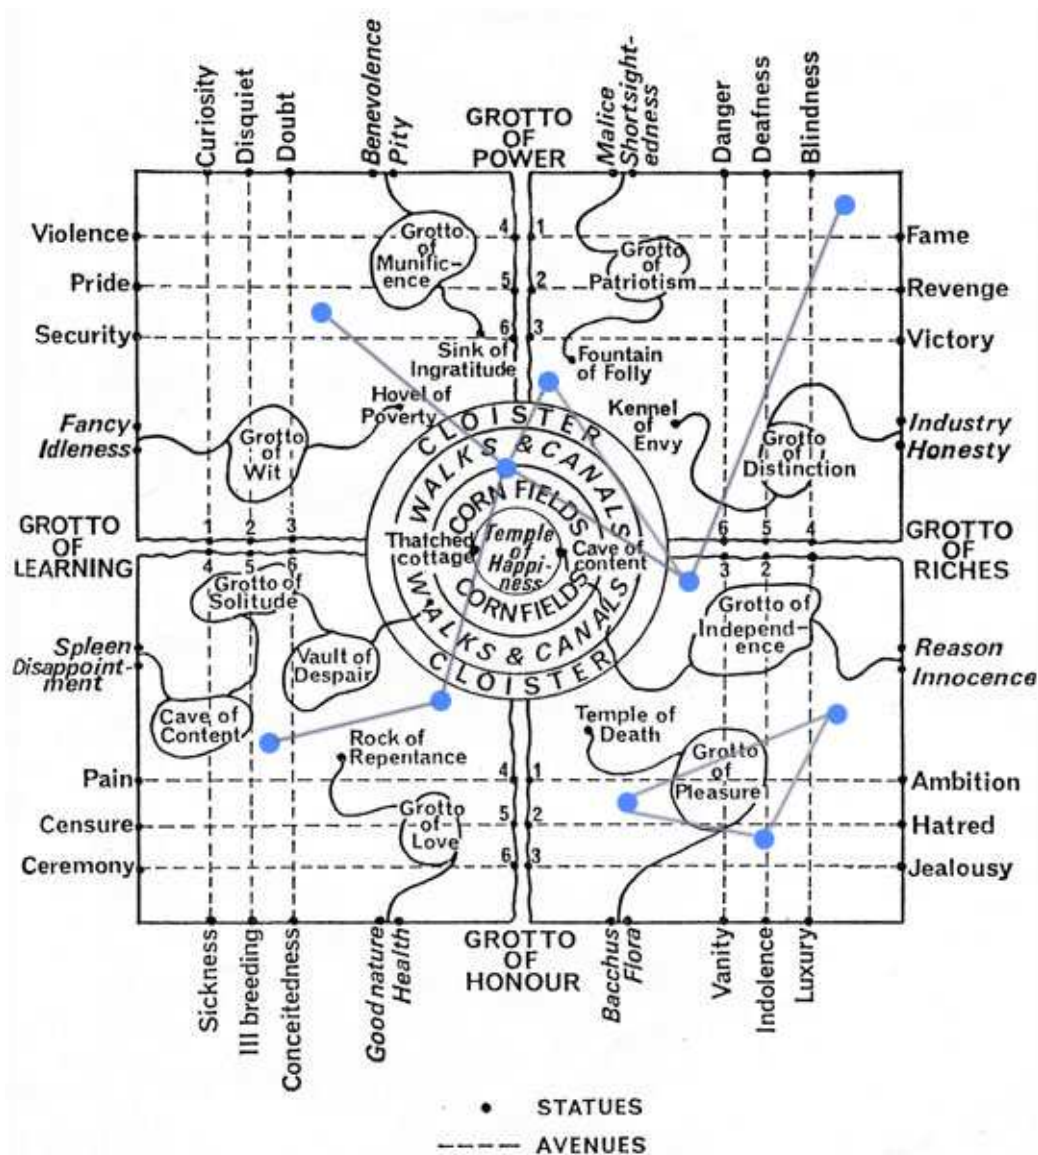 Curiosity
Disquiet
Doubt
Benevolence
Pity
GROTTO
OF
POWER
Malice
Shortsight-
edness
Danger
Deafness
Blindness
Violence
Pride
Security
Fancy
Idleness
GROTTO
OF
LEARNING
Spleen
Disappoint-
ment
Pain
Censure
Ceremony
Grotto
of
Munific-
ence
4
5
6
1
2
3
Sink of
Ingratitude
Hovel of
Poverty
Grotto
of
Wit
1
2
3
Grotto
of
Patriotism
Fountain
of Folly
Kennel
of
Envy
Grotto
of
Distinction
6
5
4
CLOISTER
WALKS & CANALS
CORN FIELDS
Thatched
cottage
Temple
of
Happi-
ness
Cave of
content
CORNFIELDS
WALKS & CANALS
CLOISTER
4
5
6
Grotto of
Solitude
Vault of
Despair
Cave of
Content
Rock of
Repentance
Grotto
of
Love
4
5
6
1
2
3
3
2
1
Grotto of
Independ-
ence
Temple of
Death
Grotto
of
Pleasure
Fame
Revenge
Victory
Industry
Honesty
GROTTO
OF
RICHES
Reason
Innocence
Ambition
Hatred
Jealousy
Sickness
Ill breeding
Conceitedness
Good nature
Health
GROTTO
OF
HONOUR
Bacchus
Flora
Vanity
Indolence
Luxury
STATUES
AVENUES